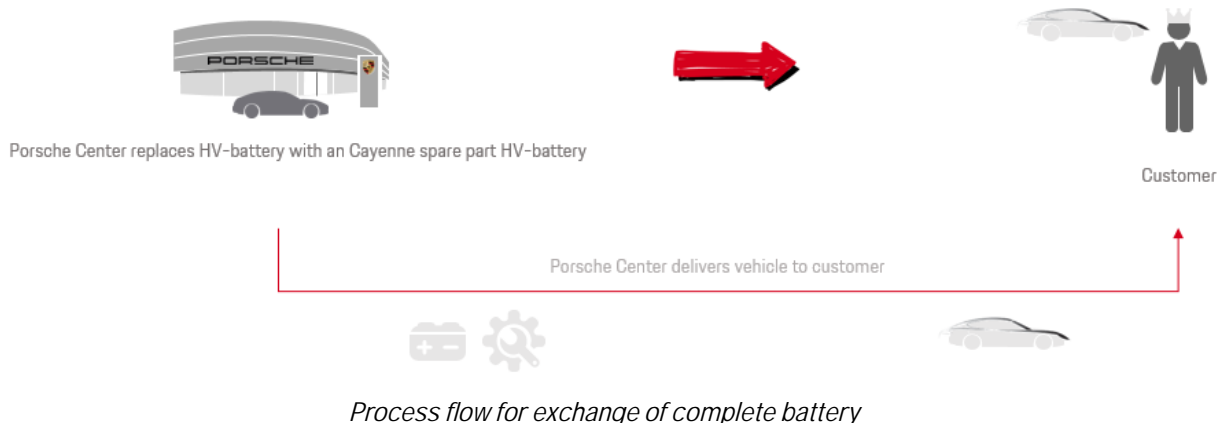 PORSCHE
Porsche Center replaces HV-battery with an Cayenne spare part HV-battery
Customer
Porsche Center delivers vehicle to customer
Process flow for exchange of complete battery